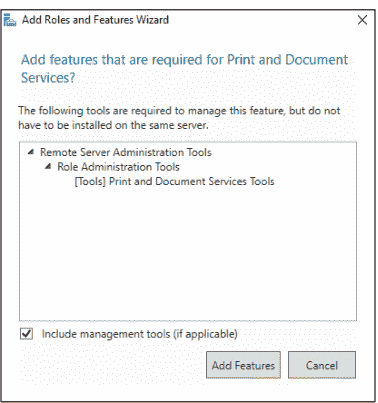 Add Roles and Features Wizard
Add features that are required for Print and Document
Services?
The following tools are required to manage this feature, but do not
have to be installed on the same server.
Remote Server Administration Tools
Role Administration Tools
[Tools] Print and Document Services Tools
Include management tools (if applicable)
Add Features
Cancel